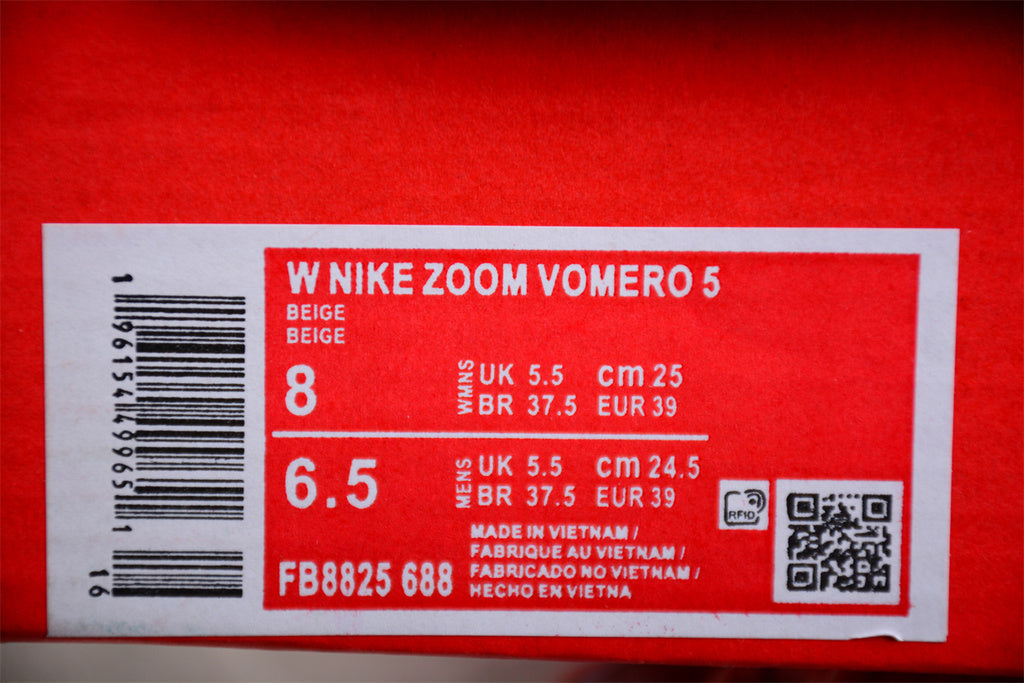 W NIKE ZOOM VOMERO 5
BEIGE
BEIGE
8
WMNS
UK 5.5 cm 25
BR 37.5 EUR 39
6.5
MENS
UK 5.5 cm 24.5
BR 37.5 EUR 39
MADE IN VIETNAM /
FABRIQUE AU VIETNAM /
FABRICADO NO VIETNAM /
HECHO EN VIETNA
FB8825 688
RFID
1 96154 49965 1
16